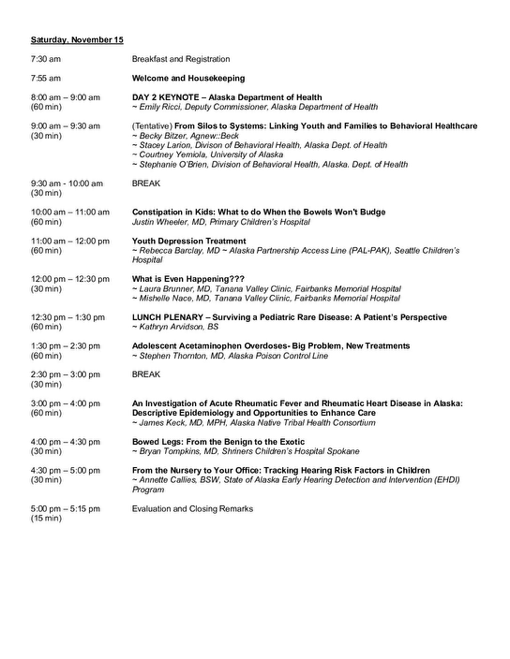 Saturday, November 15
7:30 am Breakfast and Registration
7:55 am Welcome and Housekeeping
8:00 am – 9:00 am DAY 2 KEYNOTE – Alaska Department of Health
(60 min) ~ Emily Ricci, Deputy Commissioner, Alaska Department of Health
9:00 am – 9:30 am (Tentative) From Silos to Systems: Linking Youth and Families to Behavioral Healthcare
(30 min) ~ Becky Bitzer, Agnew::Beck
~ Stacey Larion, Divison of Behavioral Health, Alaska Dept. of Health
~ Courtney Yemiola, University of Alaska
~ Stephanie O'Brien, Division of Behavioral Health, Alaska. Dept. of Health
9:30 am - 10:00 am BREAK
(30 min)
10:00 am – 11:00 am Constipation in Kids: What to do When the Bowels Won't Budge
(60 min) Justin Wheeler, MD, Primary Children's Hospital
11:00 am – 12:00 pm Youth Depression Treatment
(60 min) ~ Rebecca Barclay, MD ~ Alaska Partnership Access Line (PAL-PAK), Seattle Children's
Hospital
12:00 pm – 12:30 pm What is Even Happening???
(30 min) ~ Laura Brunner, MD, Tanana Valley Clinic, Fairbanks Memorial Hospital
~ Mishelle Nace, MD, Tanana Valley Clinic, Fairbanks Memorial Hospital
12:30 pm – 1:30 pm LUNCH PLENARY – Surviving a Pediatric Rare Disease: A Patient's Perspective
(60 min) ~ Kathryn Arvidson, BS
1:30 pm – 2:30 pm Adolescent Acetaminophen Overdoses- Big Problem, New Treatments
(60 min) ~ Stephen Thornton, MD, Alaska Poison Control Line
2:30 pm – 3:00 pm BREAK
(30 min)
3:00 pm – 4:00 pm An Investigation of Acute Rheumatic Fever and Rheumatic Heart Disease in Alaska:
(60 min) Descriptive Epidemiology and Opportunities to Enhance Care
~ James Keck, MD, MPH, Alaska Native Tribal Health Consortium
4:00 pm – 4:30 pm Bowed Legs: From the Benign to the Exotic
(30 min) ~ Bryan Tompkins, MD, Shriners Children's Hospital Spokane
4:30 pm – 5:00 pm From the Nursery to Your Office: Tracking Hearing Risk Factors in Children
(30 min) ~ Annette Callies, BSW, State of Alaska Early Hearing Detection and Intervention (EHDI)
Program
5:00 pm – 5:15 pm Evaluation and Closing Remarks
(15 min)